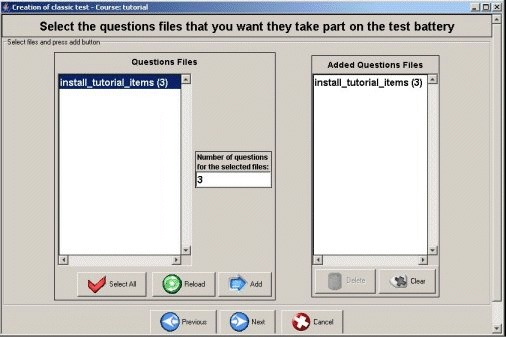 Creation of classic test - Course: tutorial
Select the questions files that you want they take part on the test battery
Select files and press add button
Questions Files
install_tutorial_items (3)
Number of questions
for the selected files:
3
Select All
Reload
Add
Added Questions Files
install_tutorial_items (3)
Delete
Clear
Previous
Next
Cancel